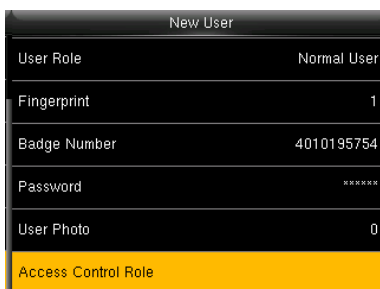 New User
User Role Normal User
Fingerprint 1
Badge Number 4010195754
Password ******
User Photo 0
Access Control Role